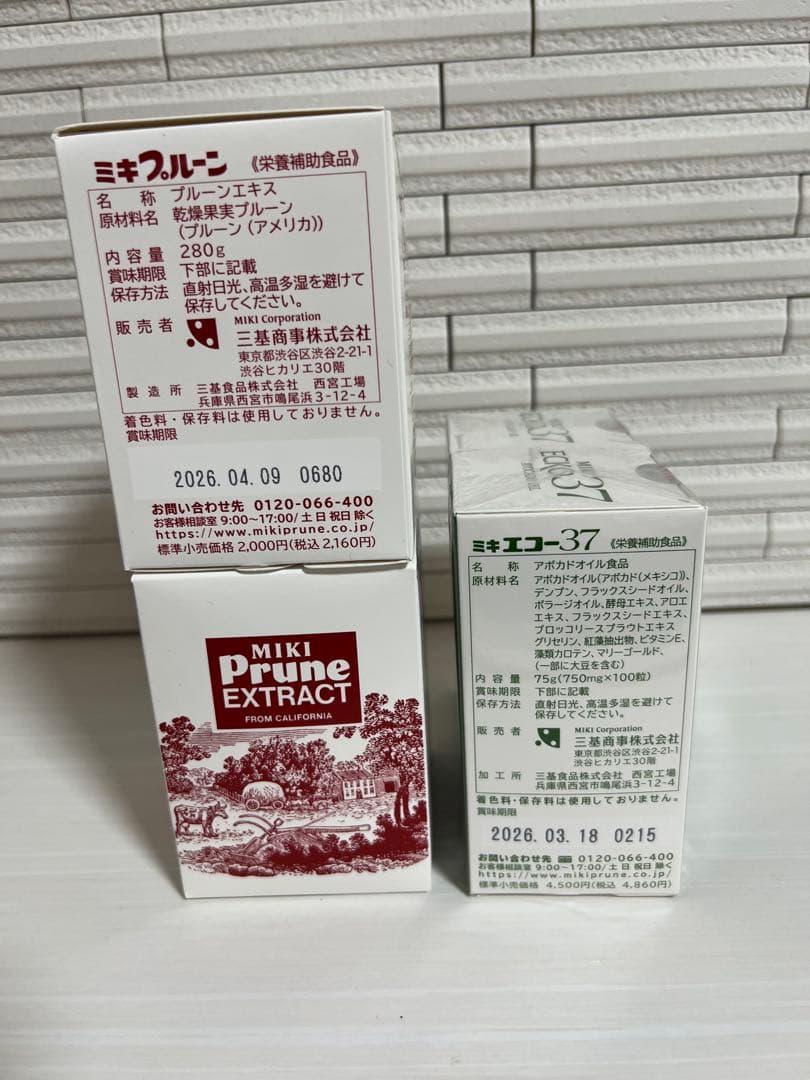 ミキプルーン 《栄養補助食品》
名称 プルーンエキス
原材料名 乾燥果実プルーン
(プルーン(アメリカ))
内容量 280g
賞味期限 下部に記載
保存方法 直射日光、高温多湿を避けて
保存してください。
販売者 MIKI Corporation
三基商事株式会社
東京都渋谷区渋谷2-21-1
渋谷ヒカリエ30階
製造所 三基食品株式会社 西宮工場
兵庫県西宮市鳴尾浜3-12-4
着色料・保存料は使用しておりません。
賞味期限
2026.04.09 0680
お問い合わせ先 0120-066-400
お客様相談室 9:00〜17:00/土 日 祝日 除く
https://www.mikiprune.co.jp/
標準小売価格 2,000円(税込 2,160円)
MIKI
Prune
EXTRACT
FROM CALIFORNIA
MIKI
ECHO37
ミキエコー37 《栄養補助食品》
名称 アボカドオイル食品
原材料名 アボカドオイル(アボカド(メキシコ))、
デンプン、フラックスシードオイル、
ボラージオイル、酵母エキス、アロエ
エキス、フラックスシードエキス、
ブロッコリースプラウトエキス
グリセリン、紅藻抽出物、ビタミンE、
藻類カロテン、マリーゴールド、
(一部に大豆を含む)
内容量 75g(750mg×100粒)
賞味期限 下部に記載
保存方法 直射日光、高温多湿を避けて
保存してください。
販売者 MIKI Corporation
三基商事株式会社
東京都渋谷区渋谷2-21-1
渋谷ヒカリエ30階
加工所 三基食品株式会社 西宮工場
兵庫県西宮市鳴尾浜3-12-4
着色料・保存料は使用しておりません。
賞味期限
2026.03.18 0215
お問い合わせ先 0120-066-400
お客様相談室 9:00〜17:00/土 日 祝日 除く
https://www.mikiprune.co.jp/
標準小売価格 4,500円(税込 4,860円)